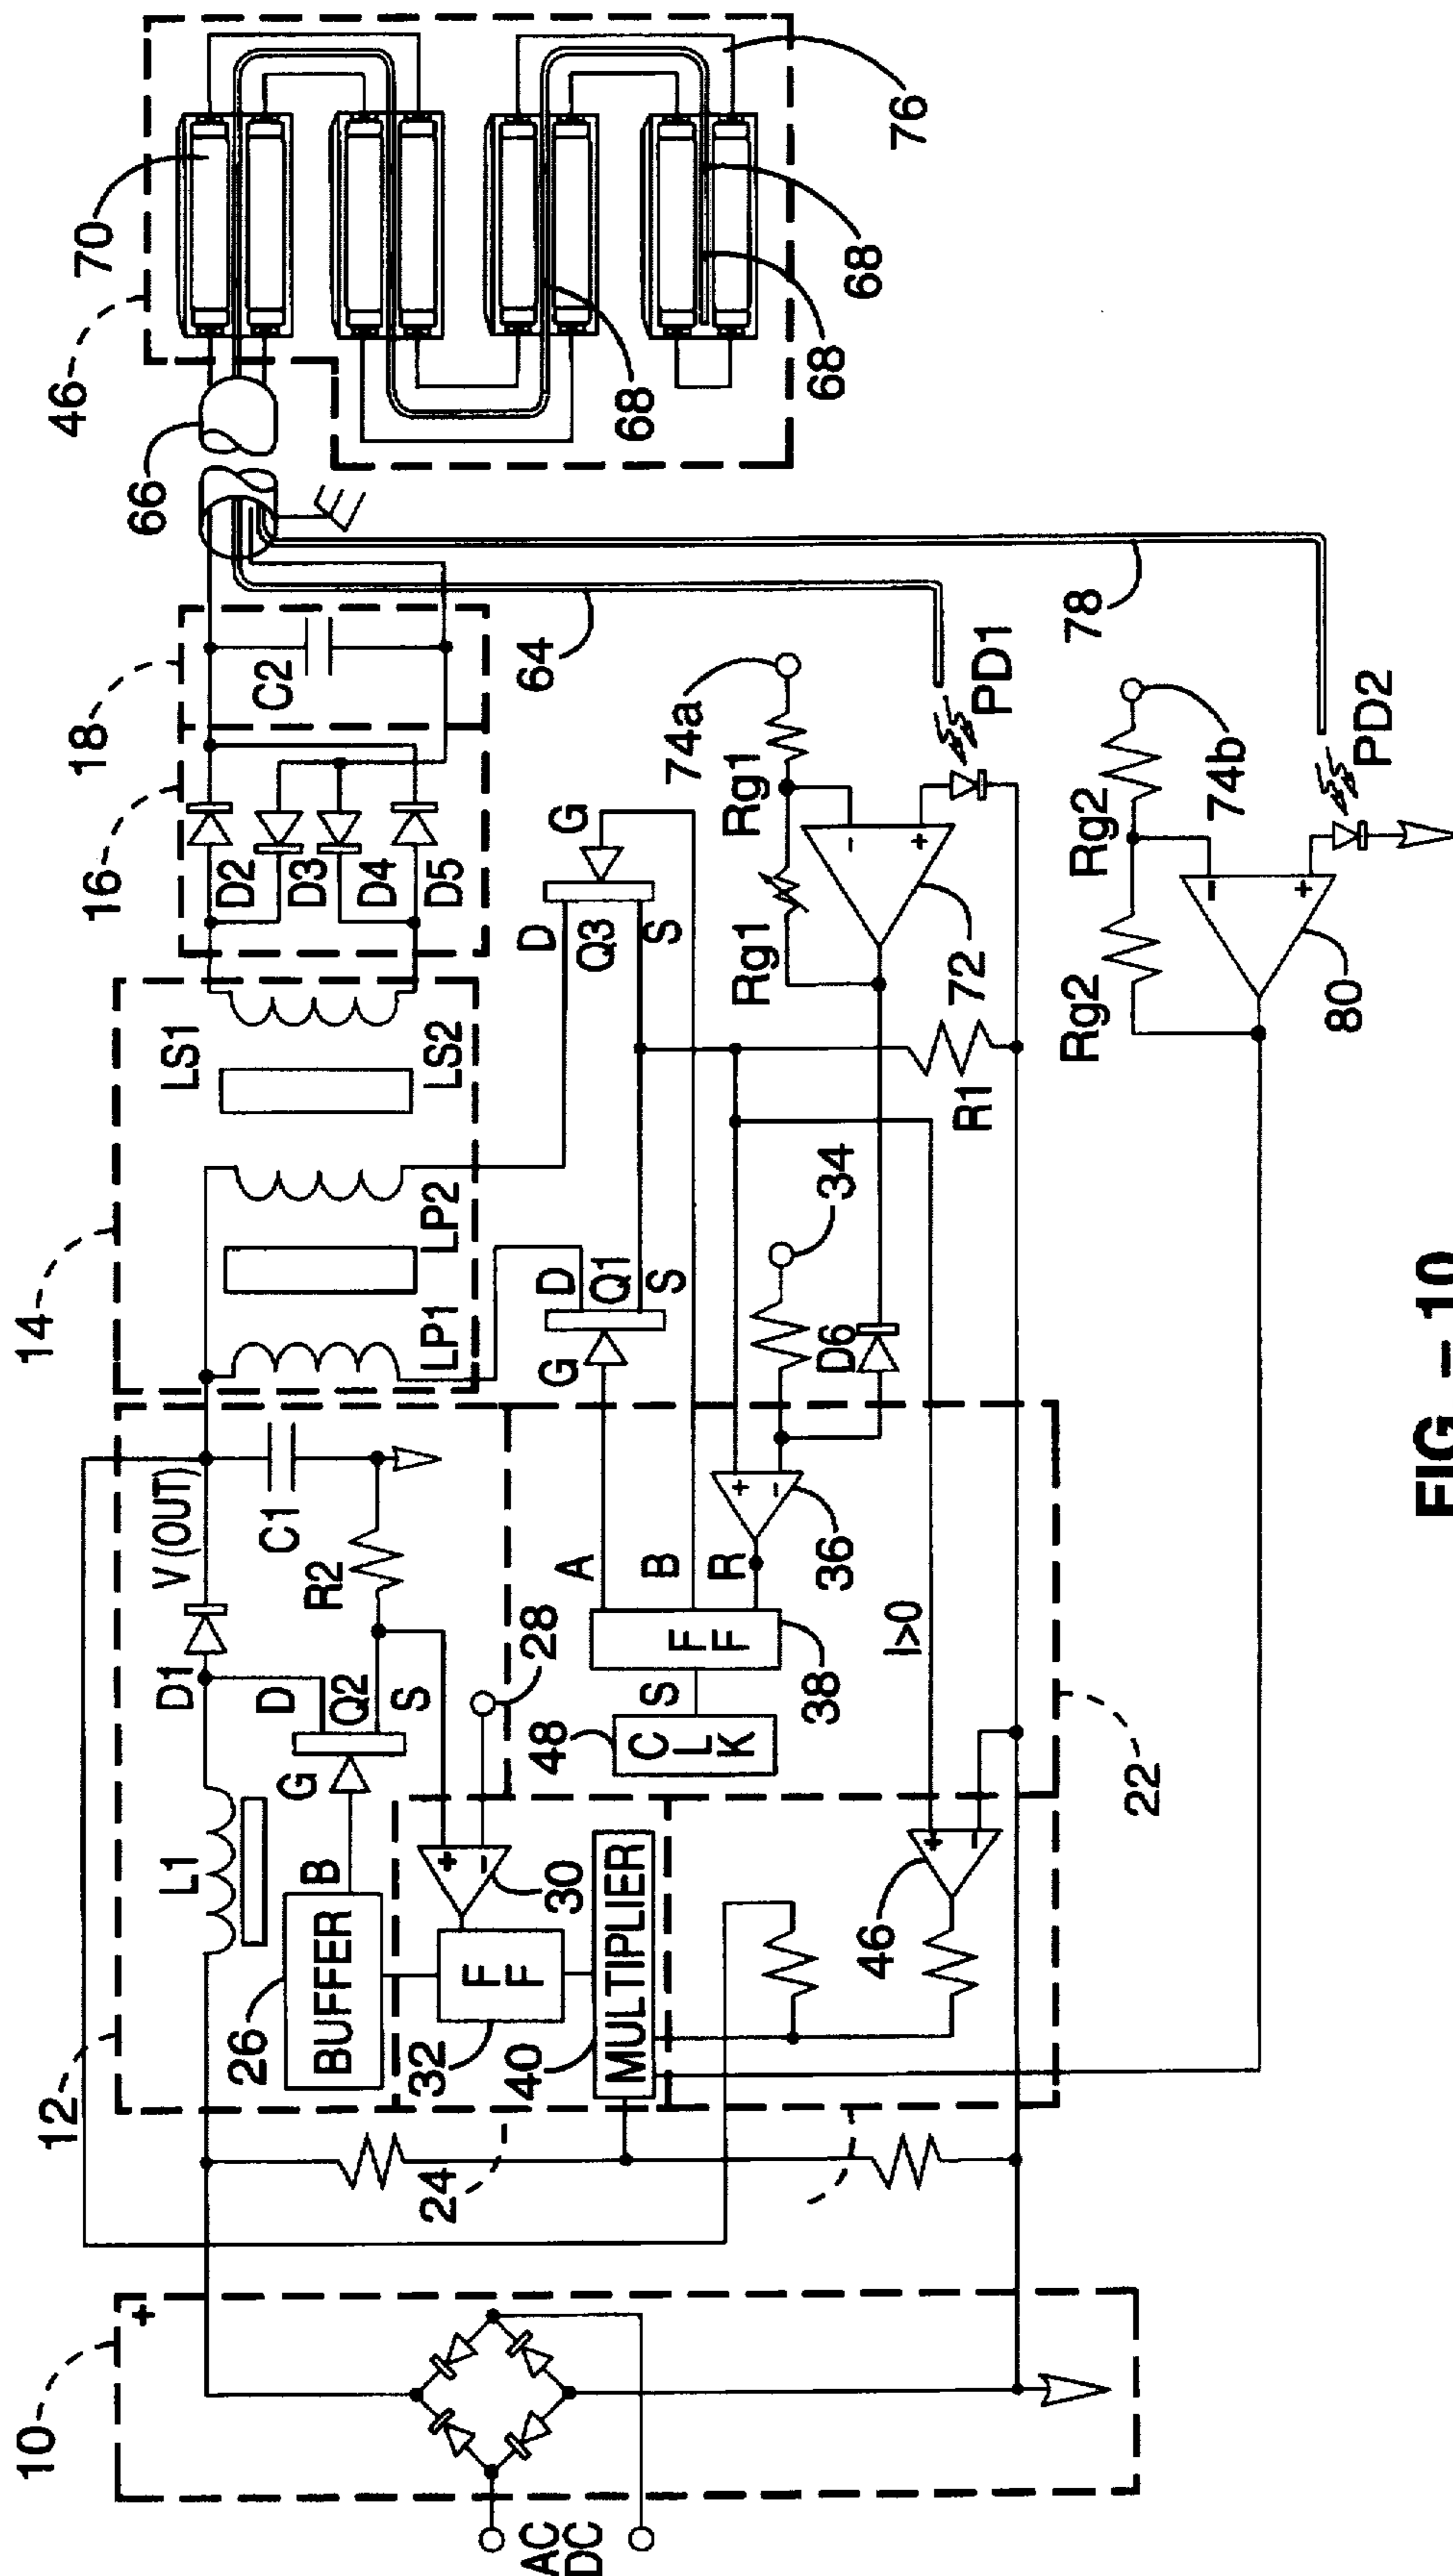 10
+
AC
DC
12
L1
D1
V (OUT)
C1
R2
26
BUFFER
B
G
D
Q2
S
28
30
32
FF
40
MULTIPLIER
24
46
I>0
22
48
CLK
S
38
FF
A
B
R
36
34
D6
14
LP1
LP2
LS1
LS2
G
D
Q1
S
D
Q3
S
G
16
18
D2
D3
D4
D5
C2
64
66
46
70
68
68
68
68
76
78
74a
Rg1
Rg1
72
R1
PD1
74b
Rg2
Rg2
80
PD2
FIG - 10